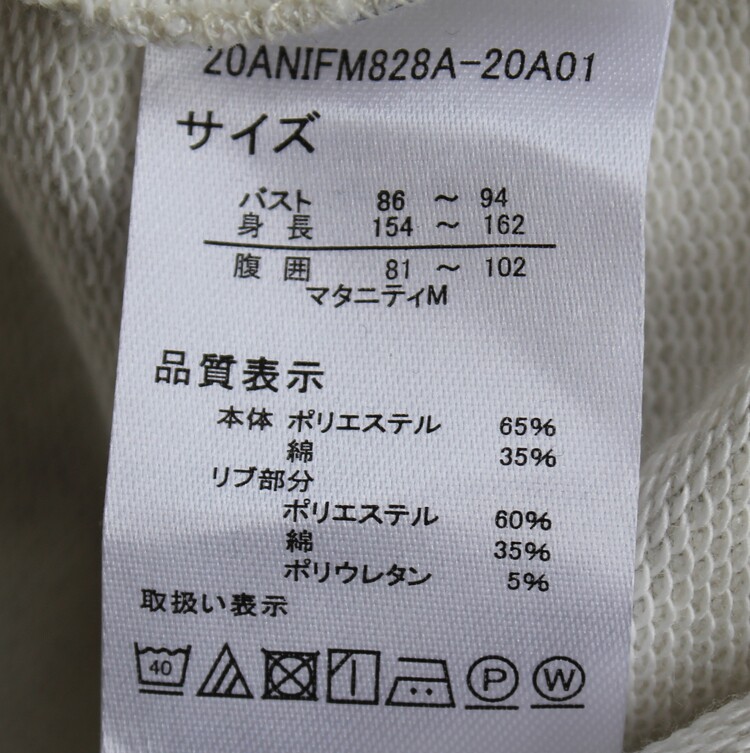 20ANIFM828A-20A01
サイズ
バスト 86 ～ 94
身長 154 ～ 162
腹囲 81 ～ 102
マタニティM
品質表示
本体 ポリエステル 65%
綿 35%
リブ部分
ポリエステル 60%
綿 35%
ポリウレタン 5%
取扱い表示
40 P W